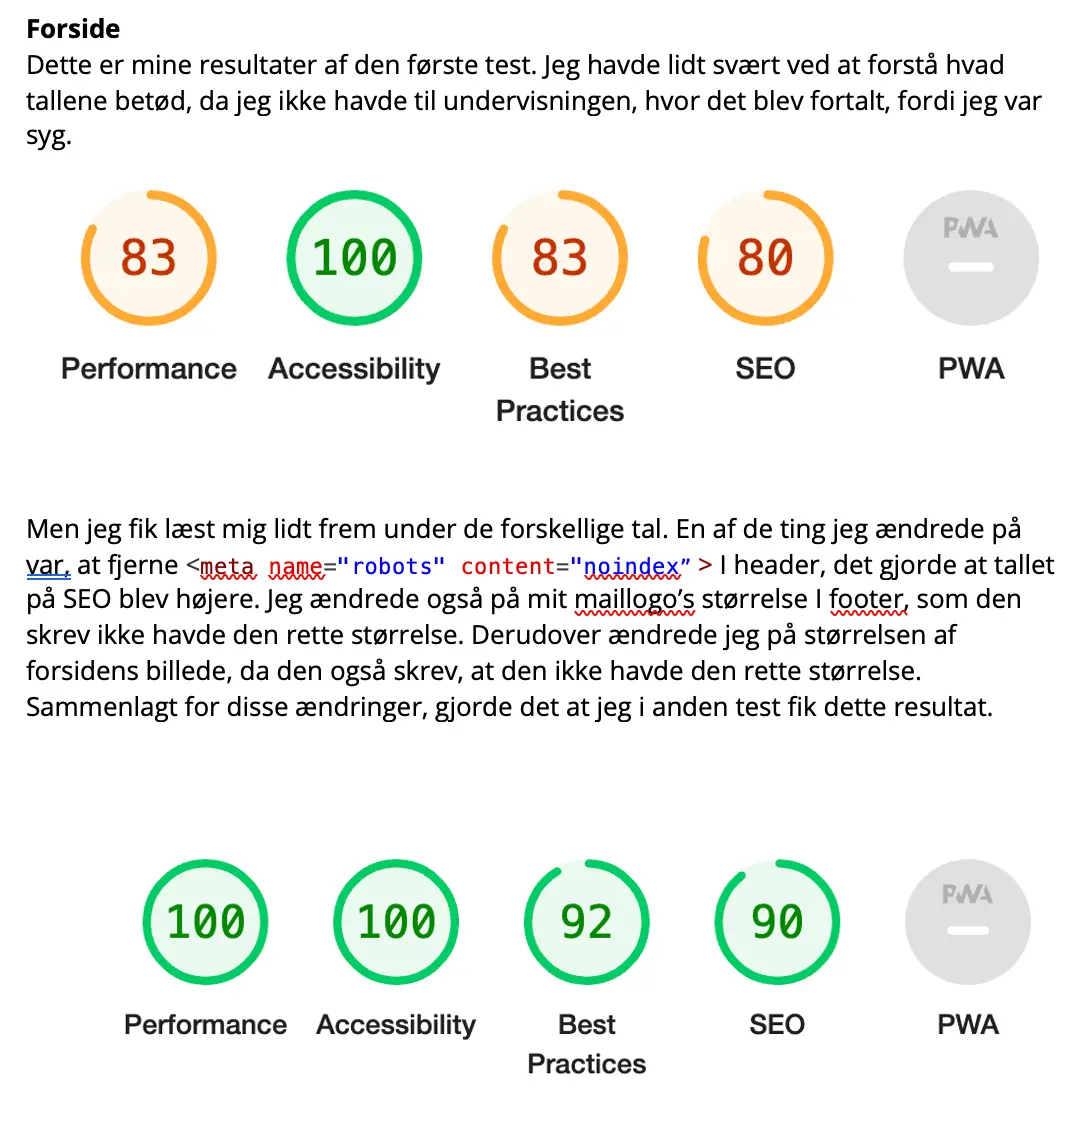 Forside
Dette er mine resultater af den første test. Jeg havde lidt svært ved at forstå hvad
tallene betød, da jeg ikke havde til undervisningen, hvor det blev fortalt, fordi jeg var
syg.
83 100 83 80 PWA
Performance Accessibility Best Practices SEO PWA
Men jeg fik læst mig lidt frem under de forskellige tal. En af de ting jeg ændrede på
var, at fjerne <meta name="robots" content="noindex” > I header, det gjorde at tallet
på SEO blev højere. Jeg ændrede også på mit maillogo’s størrelse I footer, som den
skrev ikke havde den rette størrelse. Derudover ændrede jeg på størrelsen af
forsidens billede, da den også skrev, at den ikke havde den rette størrelse.
Sammenlagt for disse ændringer, gjorde det at jeg i anden test fik dette resultat.
100 100 92 90 PWA
Performance Accessibility Best Practices SEO PWA